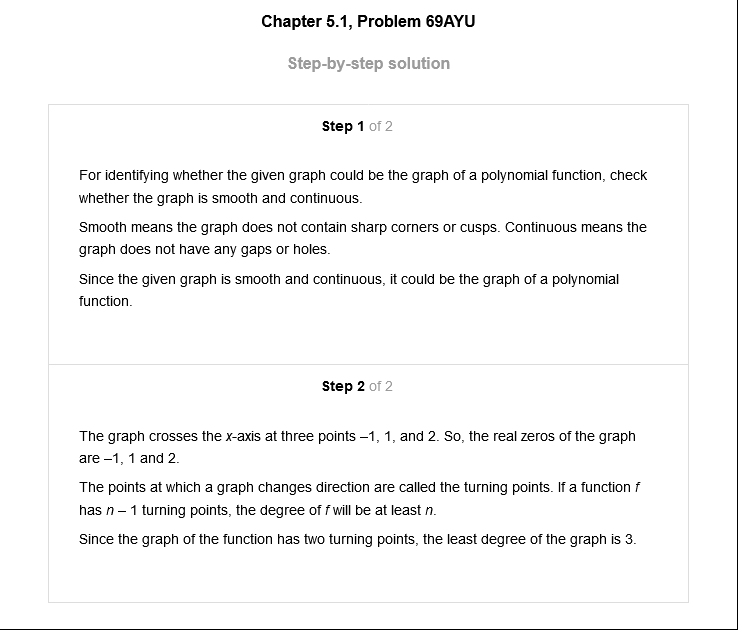 Chapter 5.1, Problem 69AYU
Step-by-step solution
Step 1 of 2
For identifying whether the given graph could be the graph of a polynomial function, check
whether the graph is smooth and continuous.
Smooth means the graph does not contain sharp corners or cusps. Continuous means the
graph does not have any gaps or holes.
Since the given graph is smooth and continuous, it could be the graph of a polynomial
function.
Step 2 of 2
The graph crosses the x-axis at three points –1, 1, and 2. So, the real zeros of the graph
are –1, 1 and 2.
The points at which a graph changes direction are called the turning points. If a function f
has n – 1 turning points, the degree of f will be at least n.
Since the graph of the function has two turning points, the least degree of the graph is 3.